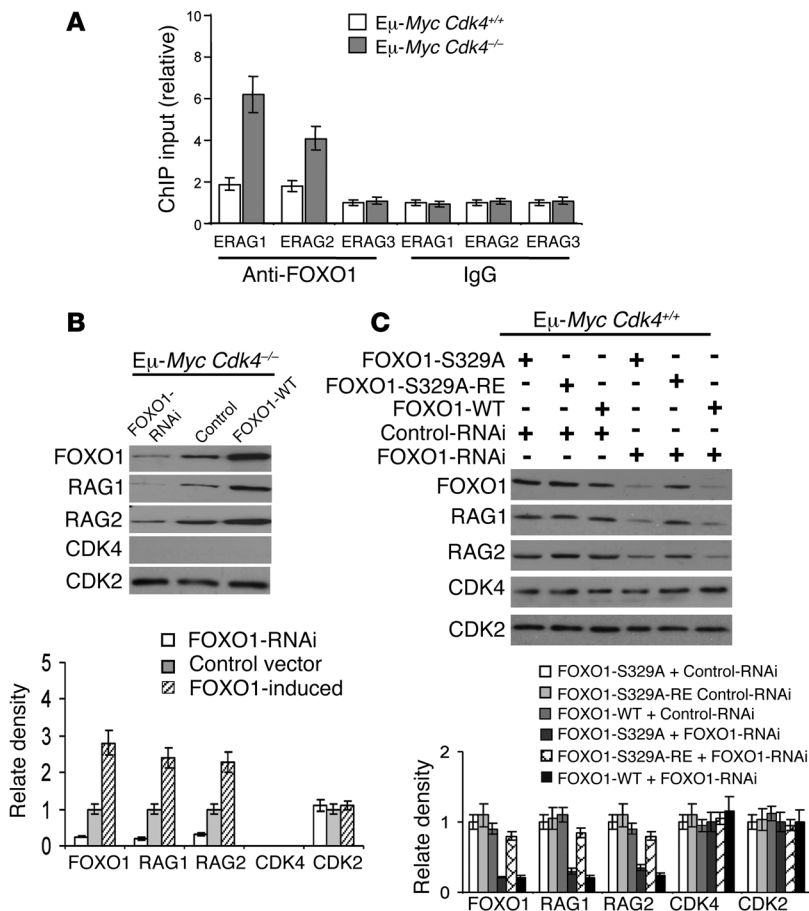 A
10
8
6
4
2
0
ChIP input (relative)
Eμ-Myc Cdk4+/+
Eμ-Myc Cdk4–/–
ERAG1 ERAG2 ERAG3 ERAG1 ERAG2 ERAG3
Anti-FOXO1 IgG
B
Eμ-Myc Cdk4–/–
FOXO1-RNAi Control FOXO1-WT
FOXO1
RAG1
RAG2
CDK4
CDK2
FOXO1-RNAi
Control vector
FOXO1-induced
5
4
3
2
1
0
Relate density
FOXO1 RAG1 RAG2 CDK4 CDK2
C
Eμ-Myc Cdk4+/+
FOXO1-S329A + - - + - -
FOXO1-S329A-RE - + - - + -
FOXO1-WT - - + - - +
Control-RNAi + + + - - -
FOXO1-RNAi - - - + + +
FOXO1
RAG1
RAG2
CDK4
CDK2
FOXO1-S329A + Control-RNAi
FOXO1-S329A-RE Control-RNAi
FOXO1-WT + Control-RNAi
FOXO1-S329A + FOXO1-RNAi
FOXO1-S329A-RE + FOXO1-RNAi
FOXO1-WT + FOXO1-RNAi
2
1
0
Relate density
FOXO1 RAG1 RAG2 CDK4 CDK2